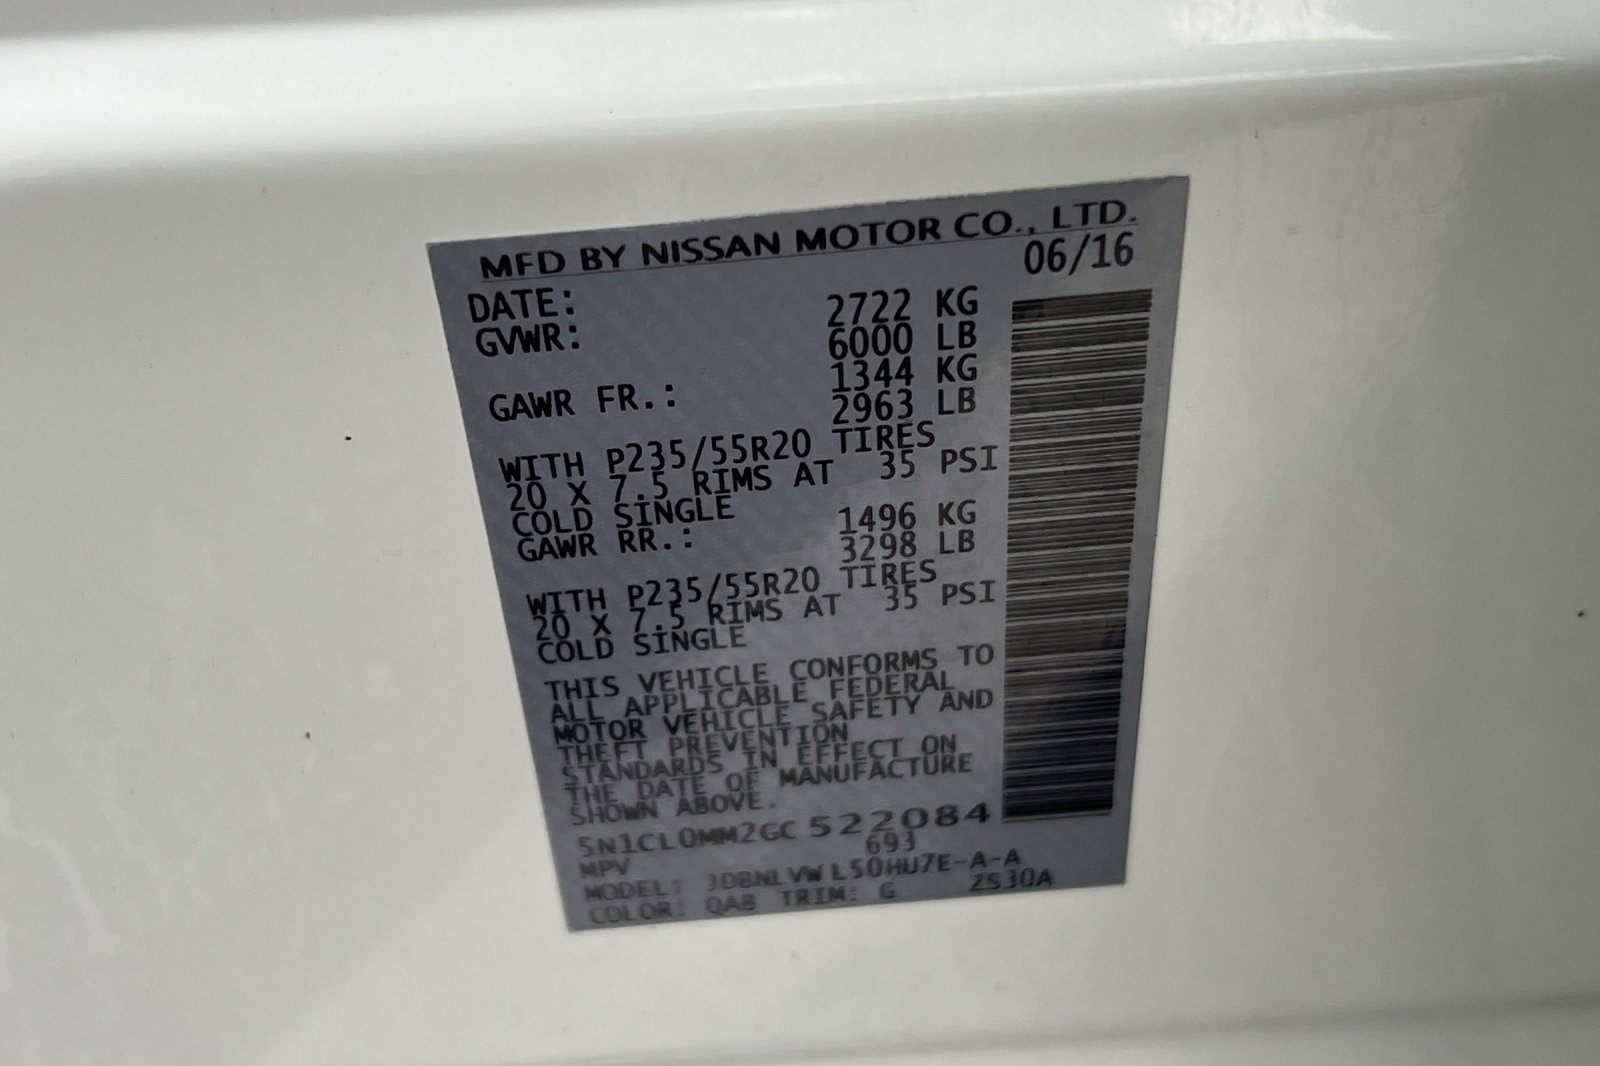 MFD BY NISSAN MOTOR CO., LTD.
DATE: 06/16
GVWR: 2722 KG
6000 LB
GAWR FR.: 1344 KG
2963 LB
WITH P235/55R20 TIRES
20 X 7.5 RIMS AT 35 PSI
COLD SINGLE
GAWR RR.: 1496 KG
3298 LB
WITH P235/55R20 TIRES
20 X 7.5 RIMS AT 35 PSI
COLD SINGLE
THIS VEHICLE CONFORMS TO
ALL APPLICABLE FEDERAL
MOTOR VEHICLE SAFETY AND
THEFT PREVENTION
STANDARDS IN EFFECT ON
THE DATE OF MANUFACTURE
SHOWN ABOVE.
5N1CL0MM2GC 522084
MPV 693
MODEL: JDBNLVWL50HU7E-A-A
COLOR: QAB TRIM: G ZS30A